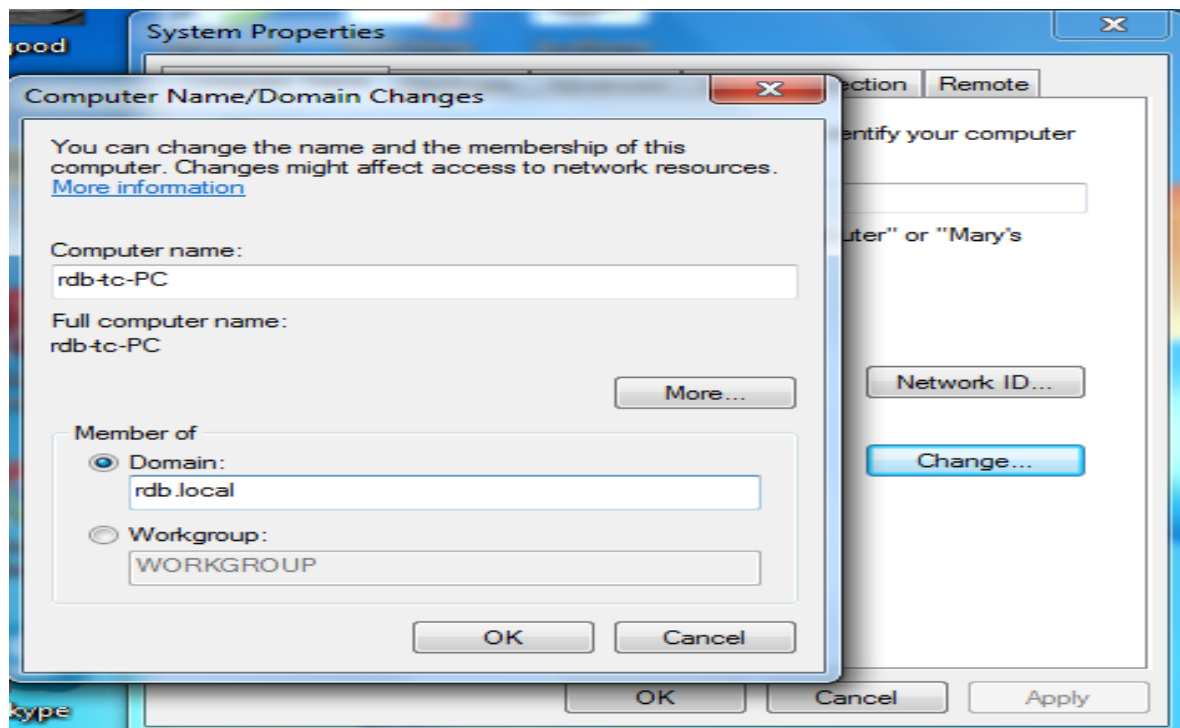 good
System Properties
Computer Name/Domain Changes
ection
Remote
You can change the name and the membership of this
computer. Changes might affect access to network resources.
More information
entify your computer
uter" or "Mary's
Computer name:
rdb-tc-PC
Full computer name:
rdb-tc-PC
More...
Network ID...
Member of
Domain:
rdb.local
Change...
Workgroup:
WORKGROUP
OK
Cancel
OK
Cancel
Apply
kype